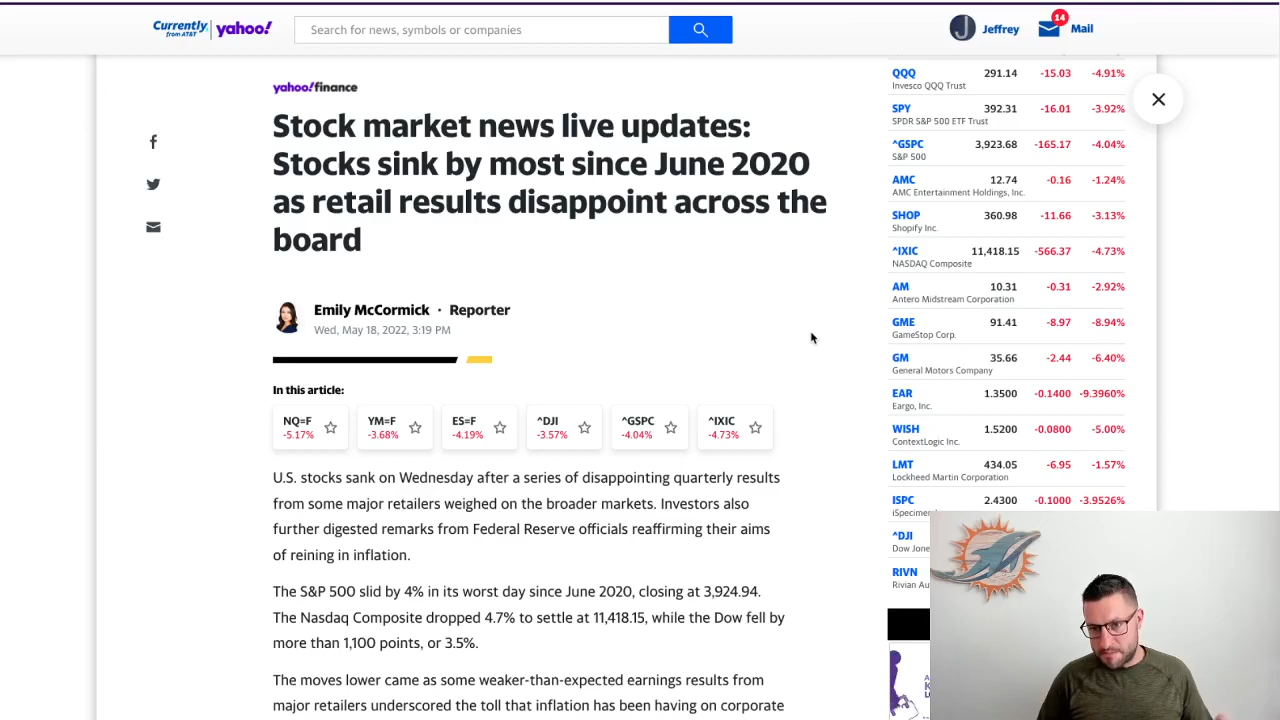 Currently
from AT&T
yahoo!
Search for news, symbols or companies
Jeffrey
14
Mail
yahoo!finance
Stock market news live updates:
Stocks sink by most since June 2020
as retail results disappoint across the
board
Emily McCormick · Reporter
Wed, May 18, 2022, 3:19 PM
In this article:
NQ=F
-5.17%
YM=F
-3.68%
ES=F
-4.19%
^DJI
-3.57%
^GSPC
-4.04%
^IXIC
-4.73%
U.S. stocks sank on Wednesday after a series of disappointing quarterly results
from some major retailers weighed on the broader markets. Investors also
further digested remarks from Federal Reserve officials reaffirming their aims
of reining in inflation.
The S&P 500 slid by 4% in its worst day since June 2020, closing at 3,924.94.
The Nasdaq Composite dropped 4.7% to settle at 11,418.15, while the Dow fell by
more than 1,100 points, or 3.5%.
The moves lower came as some weaker-than-expected earnings results from
major retailers underscored the toll that inflation has been having on corporate
QQQ 291.14 -15.03 -4.91%
Invesco QQQ Trust
SPY 392.31 -16.01 -3.92%
SPDR S&P 500 ETF Trust
^GSPC 3,923.68 -165.17 -4.04%
S&P 500
AMC 12.74 -0.16 -1.24%
AMC Entertainment Holdings, Inc.
SHOP 360.98 -11.66 -3.13%
Shopify Inc.
^IXIC 11,418.15 -566.37 -4.73%
NASDAQ Composite
AM 10.31 -0.31 -2.92%
Antero Midstream Corporation
GME 91.41 -8.97 -8.94%
GameStop Corp.
GM 35.66 -2.44 -6.40%
General Motors Company
EAR 1.3500 -0.1400 -9.3960%
Eargo, Inc.
WISH 1.5200 -0.0800 -5.00%
ContextLogic Inc.
LMT 434.05 -6.95 -1.57%
Lockheed Martin Corporation
ISPC 2.4300 -0.1000 -3.9526%
iSpecimen
^DJI
Dow Jone
RIVN
Rivian Au